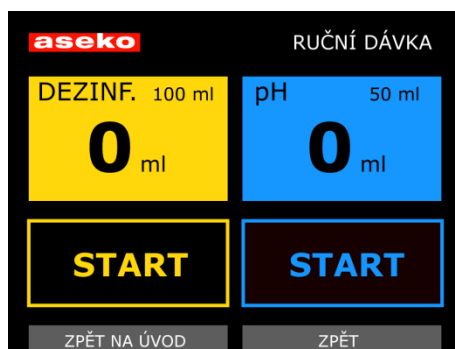 aseko
RUČNÍ DÁVKA
DEZINF. 100 ml
0 ml
pH 50 ml
0 ml
START
START
ZPĚT NA ÚVOD
ZPĚT